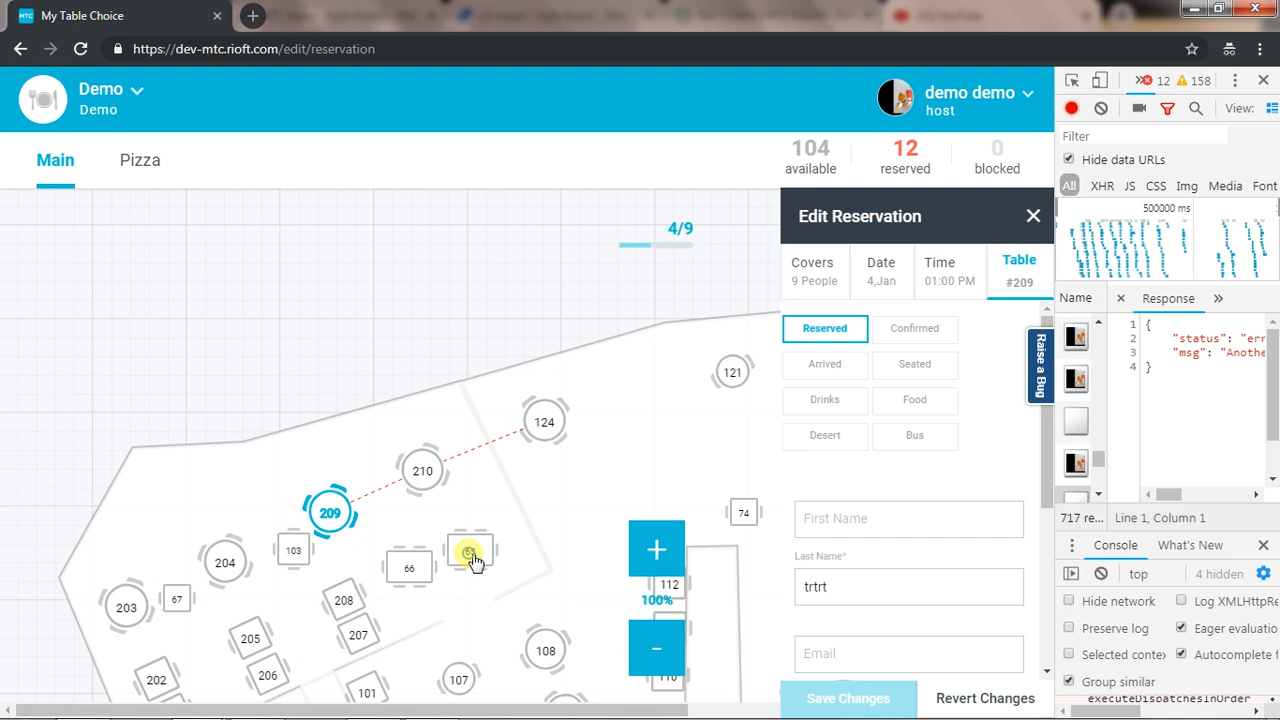 MTC My Table Choice
https://dev-mtc.rioft.com/edit/reservation
Demo
Demo
demo demo
host
12 158
View:
Filter
Hide data URLs
All XHR JS CSS Img Media Font
500000 ms
Name
Response
1 {
2 "status": "err
3 "msg": "Anothe
4 }
717 re...
Line 1, Column 1
Console
What's New
top
4 hidden
Hide network
Log XMLHttpRe
Preserve log
Eager evaluatio
Selected conte
Autocomplete f
Group similar
executeDispatchesInOrder
Main
Pizza
104
available
12
reserved
0
blocked
4/9
Edit Reservation
Covers
9 People
Date
4,Jan
Time
01:00 PM
Table
#209
Reserved
Confirmed
Arrived
Seated
Drinks
Food
Desert
Bus
First Name
Last Name*
trtrt
Email
Save Changes
Revert Changes
Raise a Bug
121
124
210
209
74
103
204
66
112
100%
67
203
208
207
205
206
202
101
107
108
110
+
-